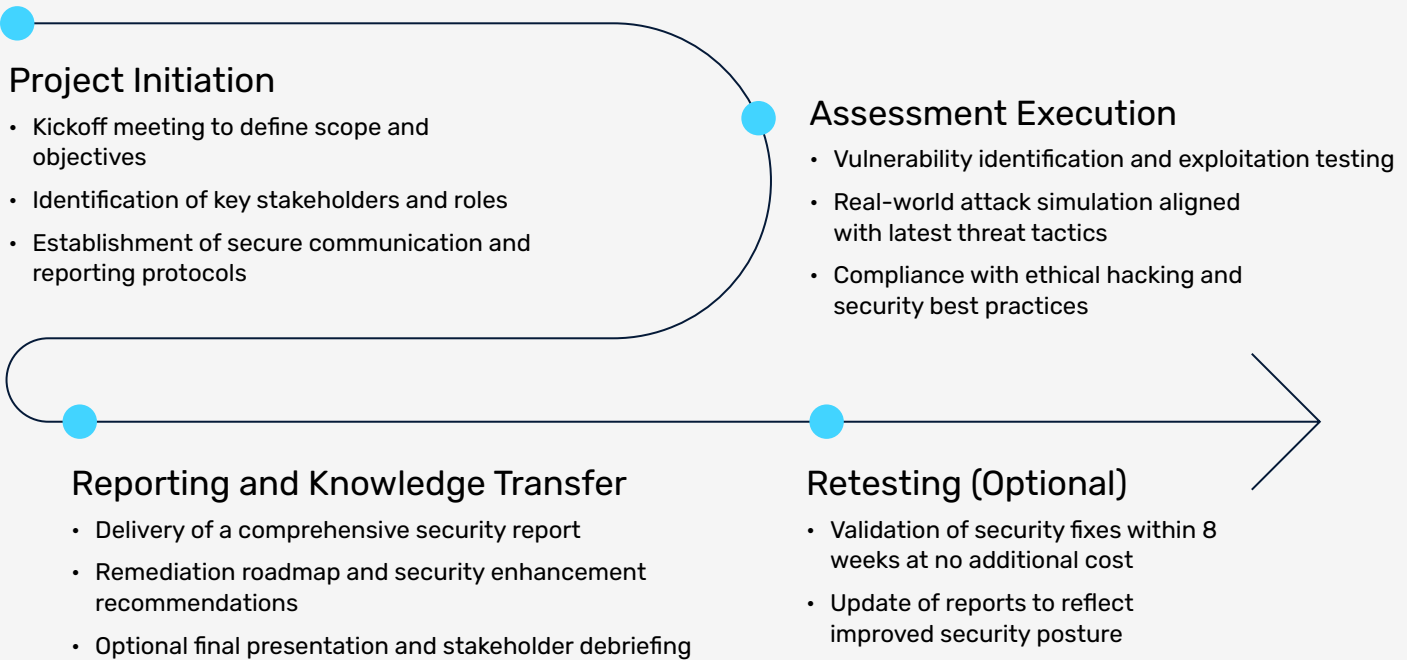 Project Initiation
• Kickoff meeting to define scope and
objectives
• Identification of key stakeholders and roles
• Establishment of secure communication and
reporting protocols
Assessment Execution
• Vulnerability identification and exploitation testing
• Real-world attack simulation aligned
with latest threat tactics
• Compliance with ethical hacking and
security best practices
Reporting and Knowledge Transfer
• Delivery of a comprehensive security report
• Remediation roadmap and security enhancement
recommendations
• Optional final presentation and stakeholder debriefing
Retesting (Optional)
• Validation of security fixes within 8
weeks at no additional cost
• Update of reports to reflect
improved security posture